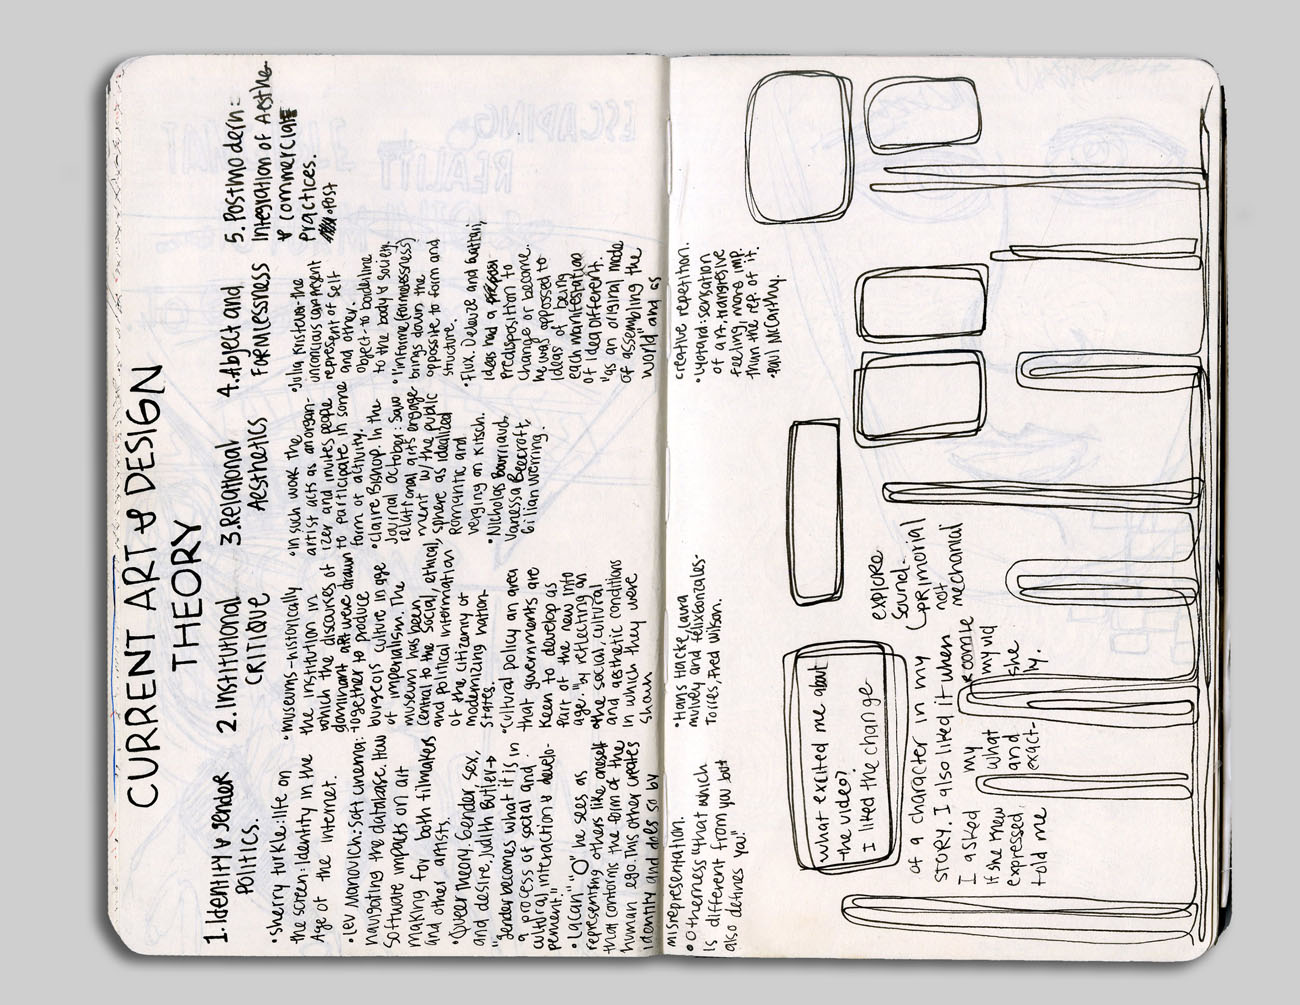 CURRENT ART & DESIGN
THEORY
1. Identity & Gender
Politics.
• Sherry Turkle: life on
the screen: Identity in the
Age of the internet.
• Lev Manovich: soft cinema:
navigating the database. How
Software impacts on art
making for both filmakers
and other artists.
• Queer Theory. Gender, sex,
and desire, Judith Butler →
"Gender becomes what it is in
a process of social and
cultural interaction & develo-
pement."
• Lacan" "O" he sees as
representing others like oneself
that conforms the form of the
human ego. This other creates
identity and does so by
misrepresentation.
• Otherness "that which
is different from you but
also defines you."
2. Institutional
CRITIQUE
• museums - historically
the institution in
which the discourses of
dominant art were drawn
together to produce
burgeois culture in age
of imperialism. The
museum has been
central to the social, ethical,
and political information
of the citizenry of
modernizing nation-
states.
• Cultural policy an area
that governments are
keen to develop as
part of the new info
age. "by reflecting on
the social, cultural
and aesthetic conditions
in which they were
shown
• Hans Hacke, Laura
mulvey and Felix Gonzales-
Torres, Fred Wilson.
3. Relational
Aesthetics
• In such work the
artist acts as an organ-
izer and invites people
to participate in some
form of activity.
• Claire Bishop. In the
Journal October: Saw
relational arts engage
ment w/ the public
sphere as idealized
Romantic and
verging on kitsch.
• Nicholas Bourriaud,
Vanessa Beecroft,
Gilian Werring.
4. Abject and
Formlessness
• Julia Kristeva: the
unconcious component
represent of self
and other.
Object to borderline
to the body & society.
• L'informe (formlessness)
brings down the
opposite to form and
structure.
• Flux. Deleuze and Guttari,
ideas had a
predisposition to
change or become.
he was opposed to
ideas of being
each manifestation
of idea different.
"as an original mode
of assembling the
world" and as
creative repetition.
• Lyotard: sensation
of art. transgressive
feeling, more imp.
than the rep. of it.
• Paul McCarthy.
5. Postmodern:
Integration of Aesthe-
& commercial
Practices.
• Post
What excited me about
the video?
I liked the change
of a character in my
STORY. I also liked it when
I asked my
if she knew what
expressed and
told me exact-
my vid
she
ly.
explore
sound -
(primorial
not
mechanical